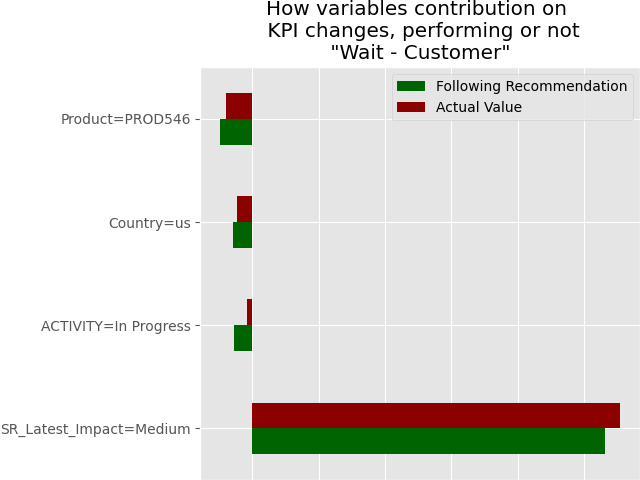 How variables contribution on
KPI changes, performing or not
"Wait - Customer"
Following Recommendation
Actual Value
Product=PROD546
Country=us
ACTIVITY=In Progress
SR_Latest_Impact=Medium